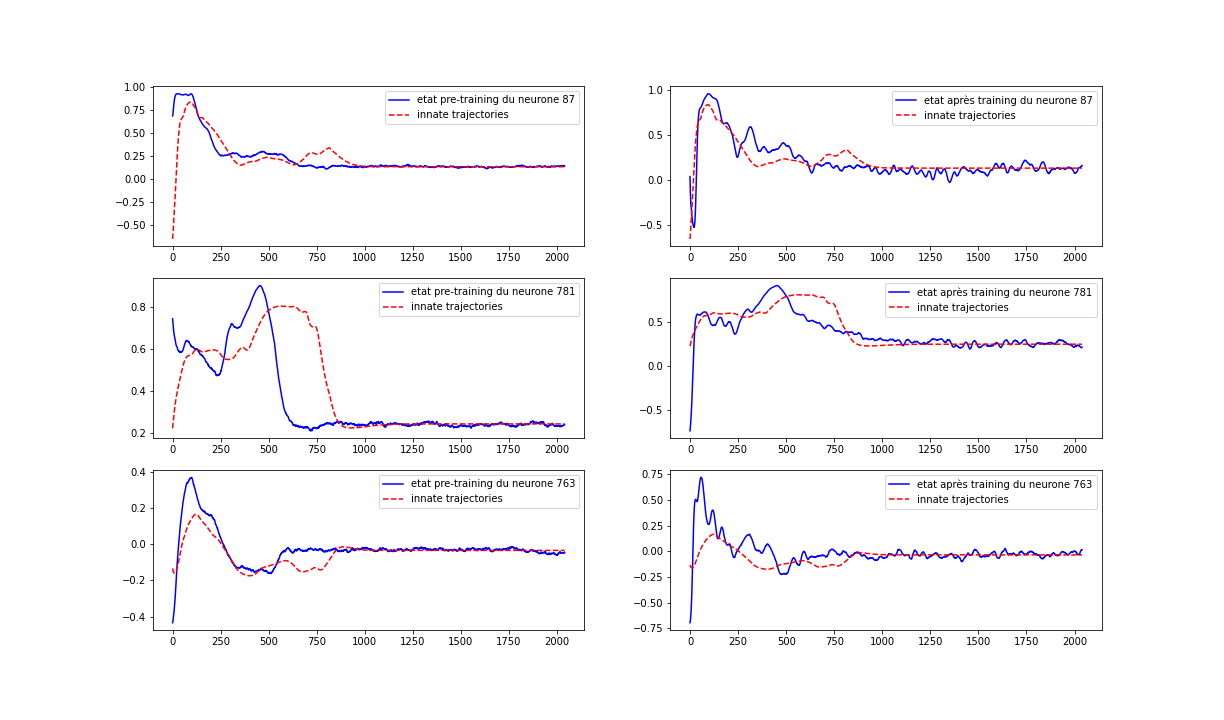 etat pre-training du neurone 87
innate trajectories
1.00
0.75
0.50
0.25
0.00
−0.25
−0.50
0 250 500 750 1000 1250 1500 1750 2000
etat après training du neurone 87
innate trajectories
1.0
0.5
0.0
−0.5
0 250 500 750 1000 1250 1500 1750 2000
etat pre-training du neurone 781
innate trajectories
0.8
0.6
0.4
0.2
0 250 500 750 1000 1250 1500 1750 2000
etat après training du neurone 781
innate trajectories
0.5
0.0
−0.5
0 250 500 750 1000 1250 1500 1750 2000
etat pre-training du neurone 763
innate trajectories
0.4
0.2
0.0
−0.2
−0.4
0 250 500 750 1000 1250 1500 1750 2000
etat après training du neurone 763
innate trajectories
0.75
0.50
0.25
0.00
−0.25
−0.50
−0.75
0 250 500 750 1000 1250 1500 1750 2000